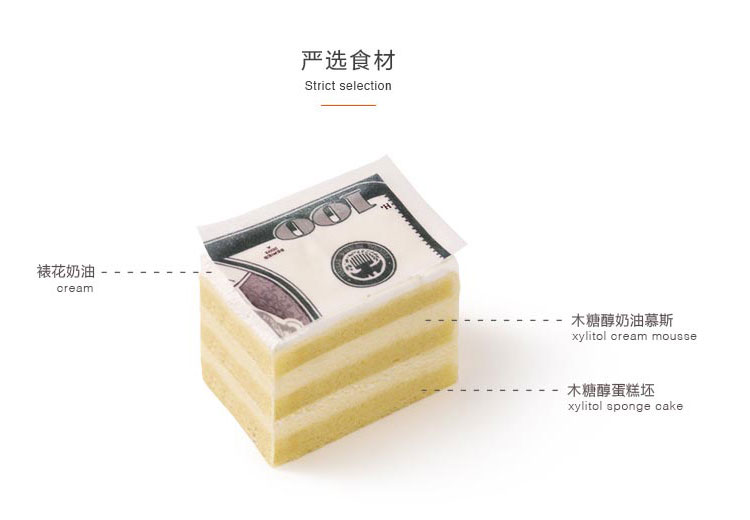 严选食材
Strict selection
100
裱花奶油
cream
木糖醇奶油慕斯
xylitol cream mousse
木糖醇蛋糕坯
xylitol sponge cake